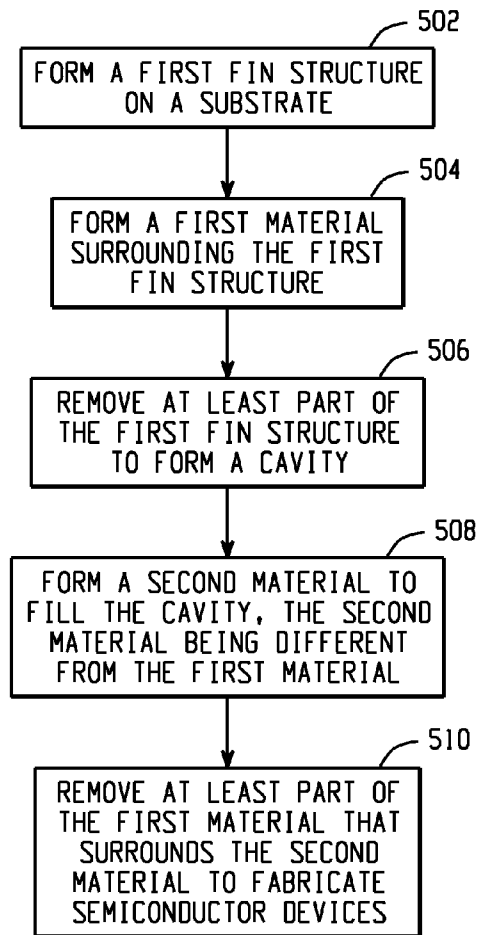 502
FORM A FIRST FIN STRUCTURE
ON A SUBSTRATE
504
FORM A FIRST MATERIAL
SURROUNDING THE FIRST
FIN STRUCTURE
506
REMOVE AT LEAST PART OF
THE FIRST FIN STRUCTURE
TO FORM A CAVITY
508
FORM A SECOND MATERIAL TO
FILL THE CAVITY, THE SECOND
MATERIAL BEING DIFFERENT
FROM THE FIRST MATERIAL
510
REMOVE AT LEAST PART OF
THE FIRST MATERIAL THAT
SURROUNDS THE SECOND
MATERIAL TO FABRICATE
SEMICONDUCTOR DEVICES